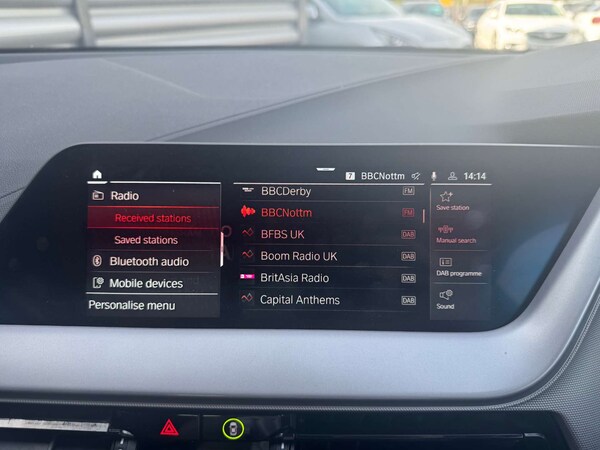 7 BBCNottm 14:14
Radio
Received stations
Saved stations
Bluetooth audio
Mobile devices
Personalise menu
BBCDerby FM
BBCNottm FM
BFBS UK DAB
Boom Radio UK DAB
BritAsia Radio DAB
Capital Anthems DAB
Save station
Manual search
DAB programme
Sound